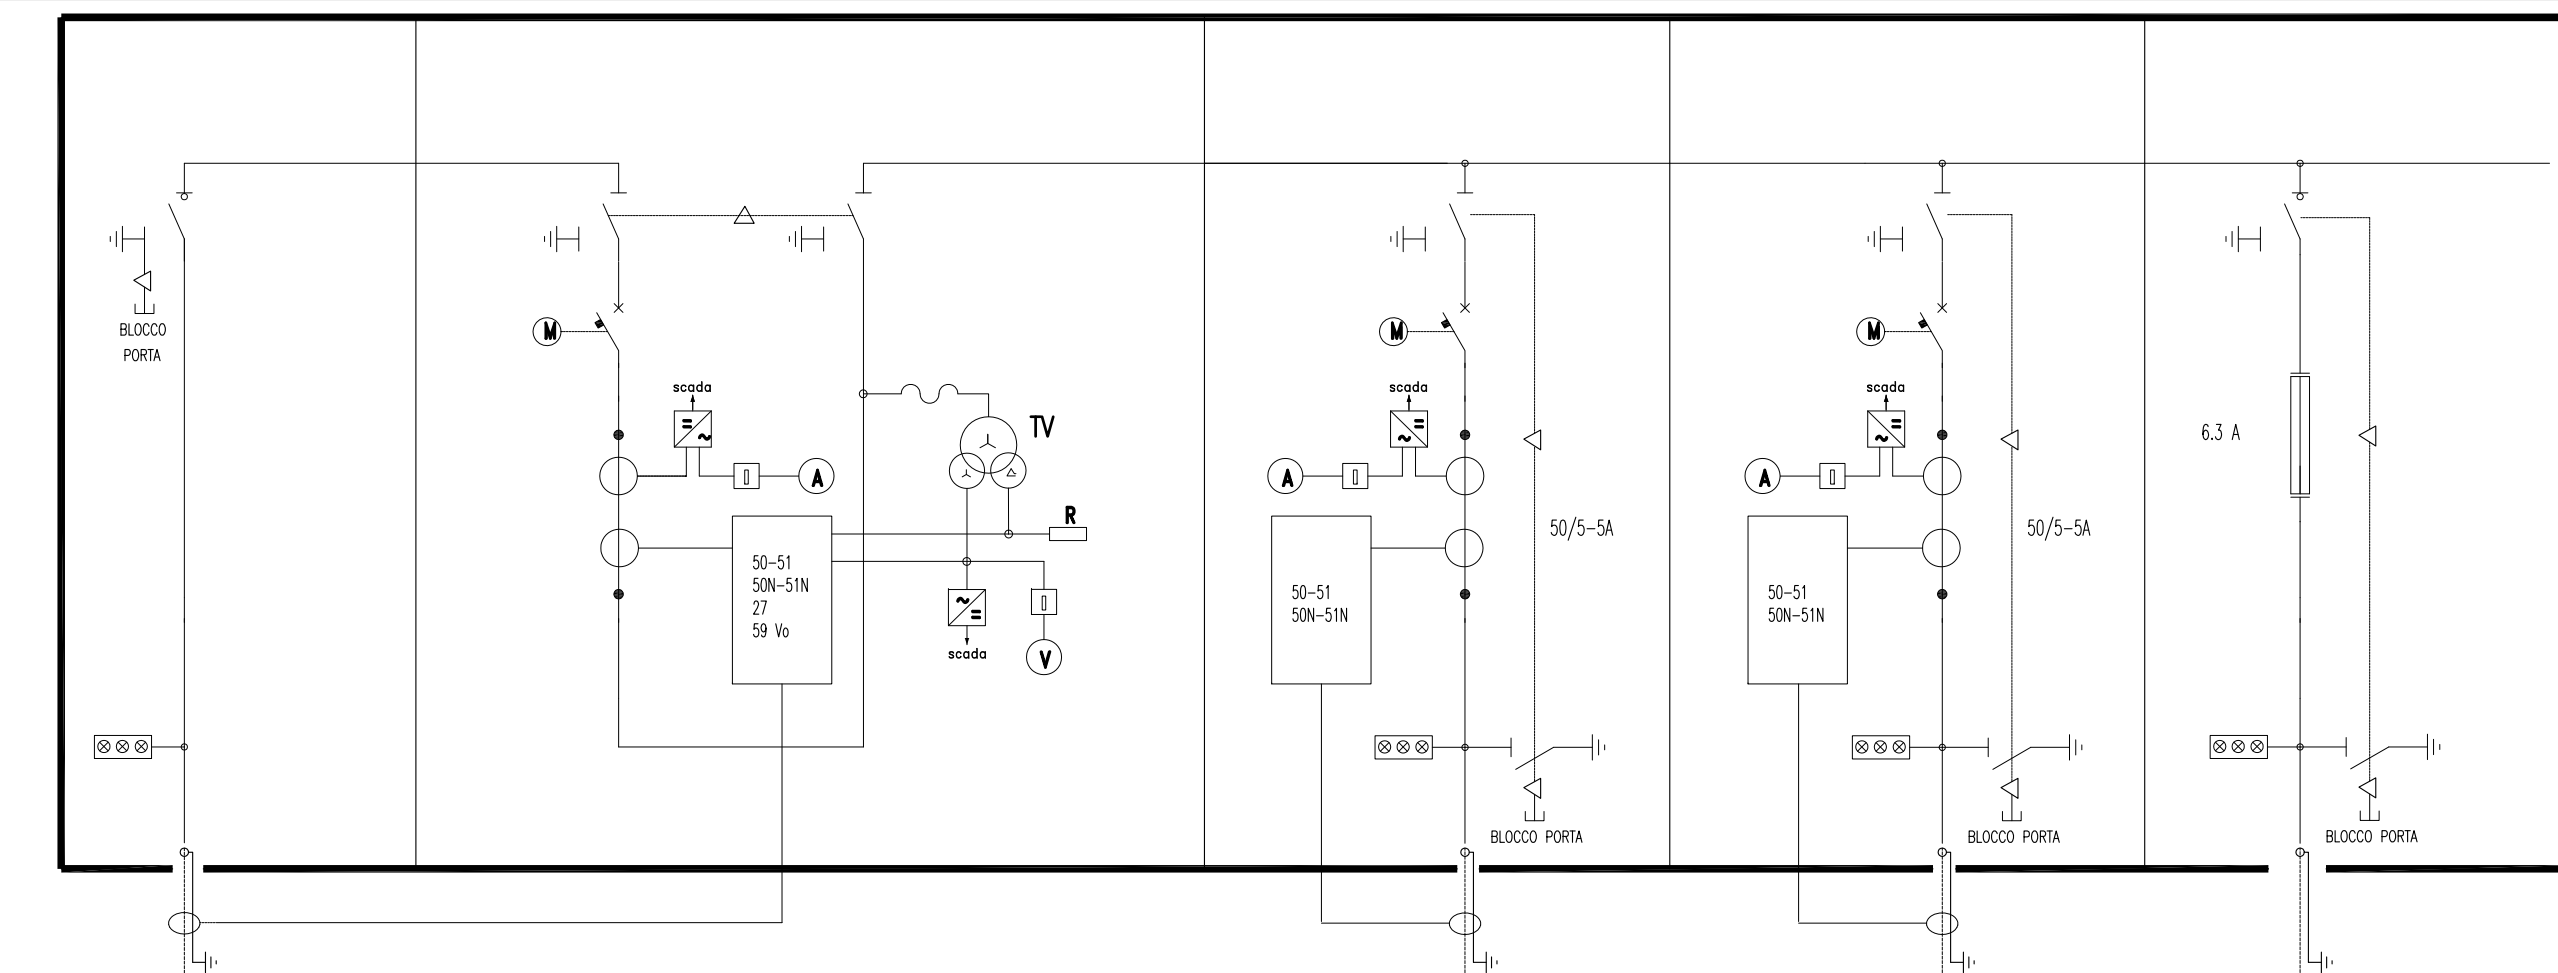 BLOCCO
PORTA
M
scada
A
TV
R
50-51
50N-51N
27
59 Vo
scada
V
M
scada
A
50/5-5A
50-51
50N-51N
BLOCCO PORTA
M
scada
A
50/5-5A
50-51
50N-51N
BLOCCO PORTA
6.3 A
BLOCCO PORTA